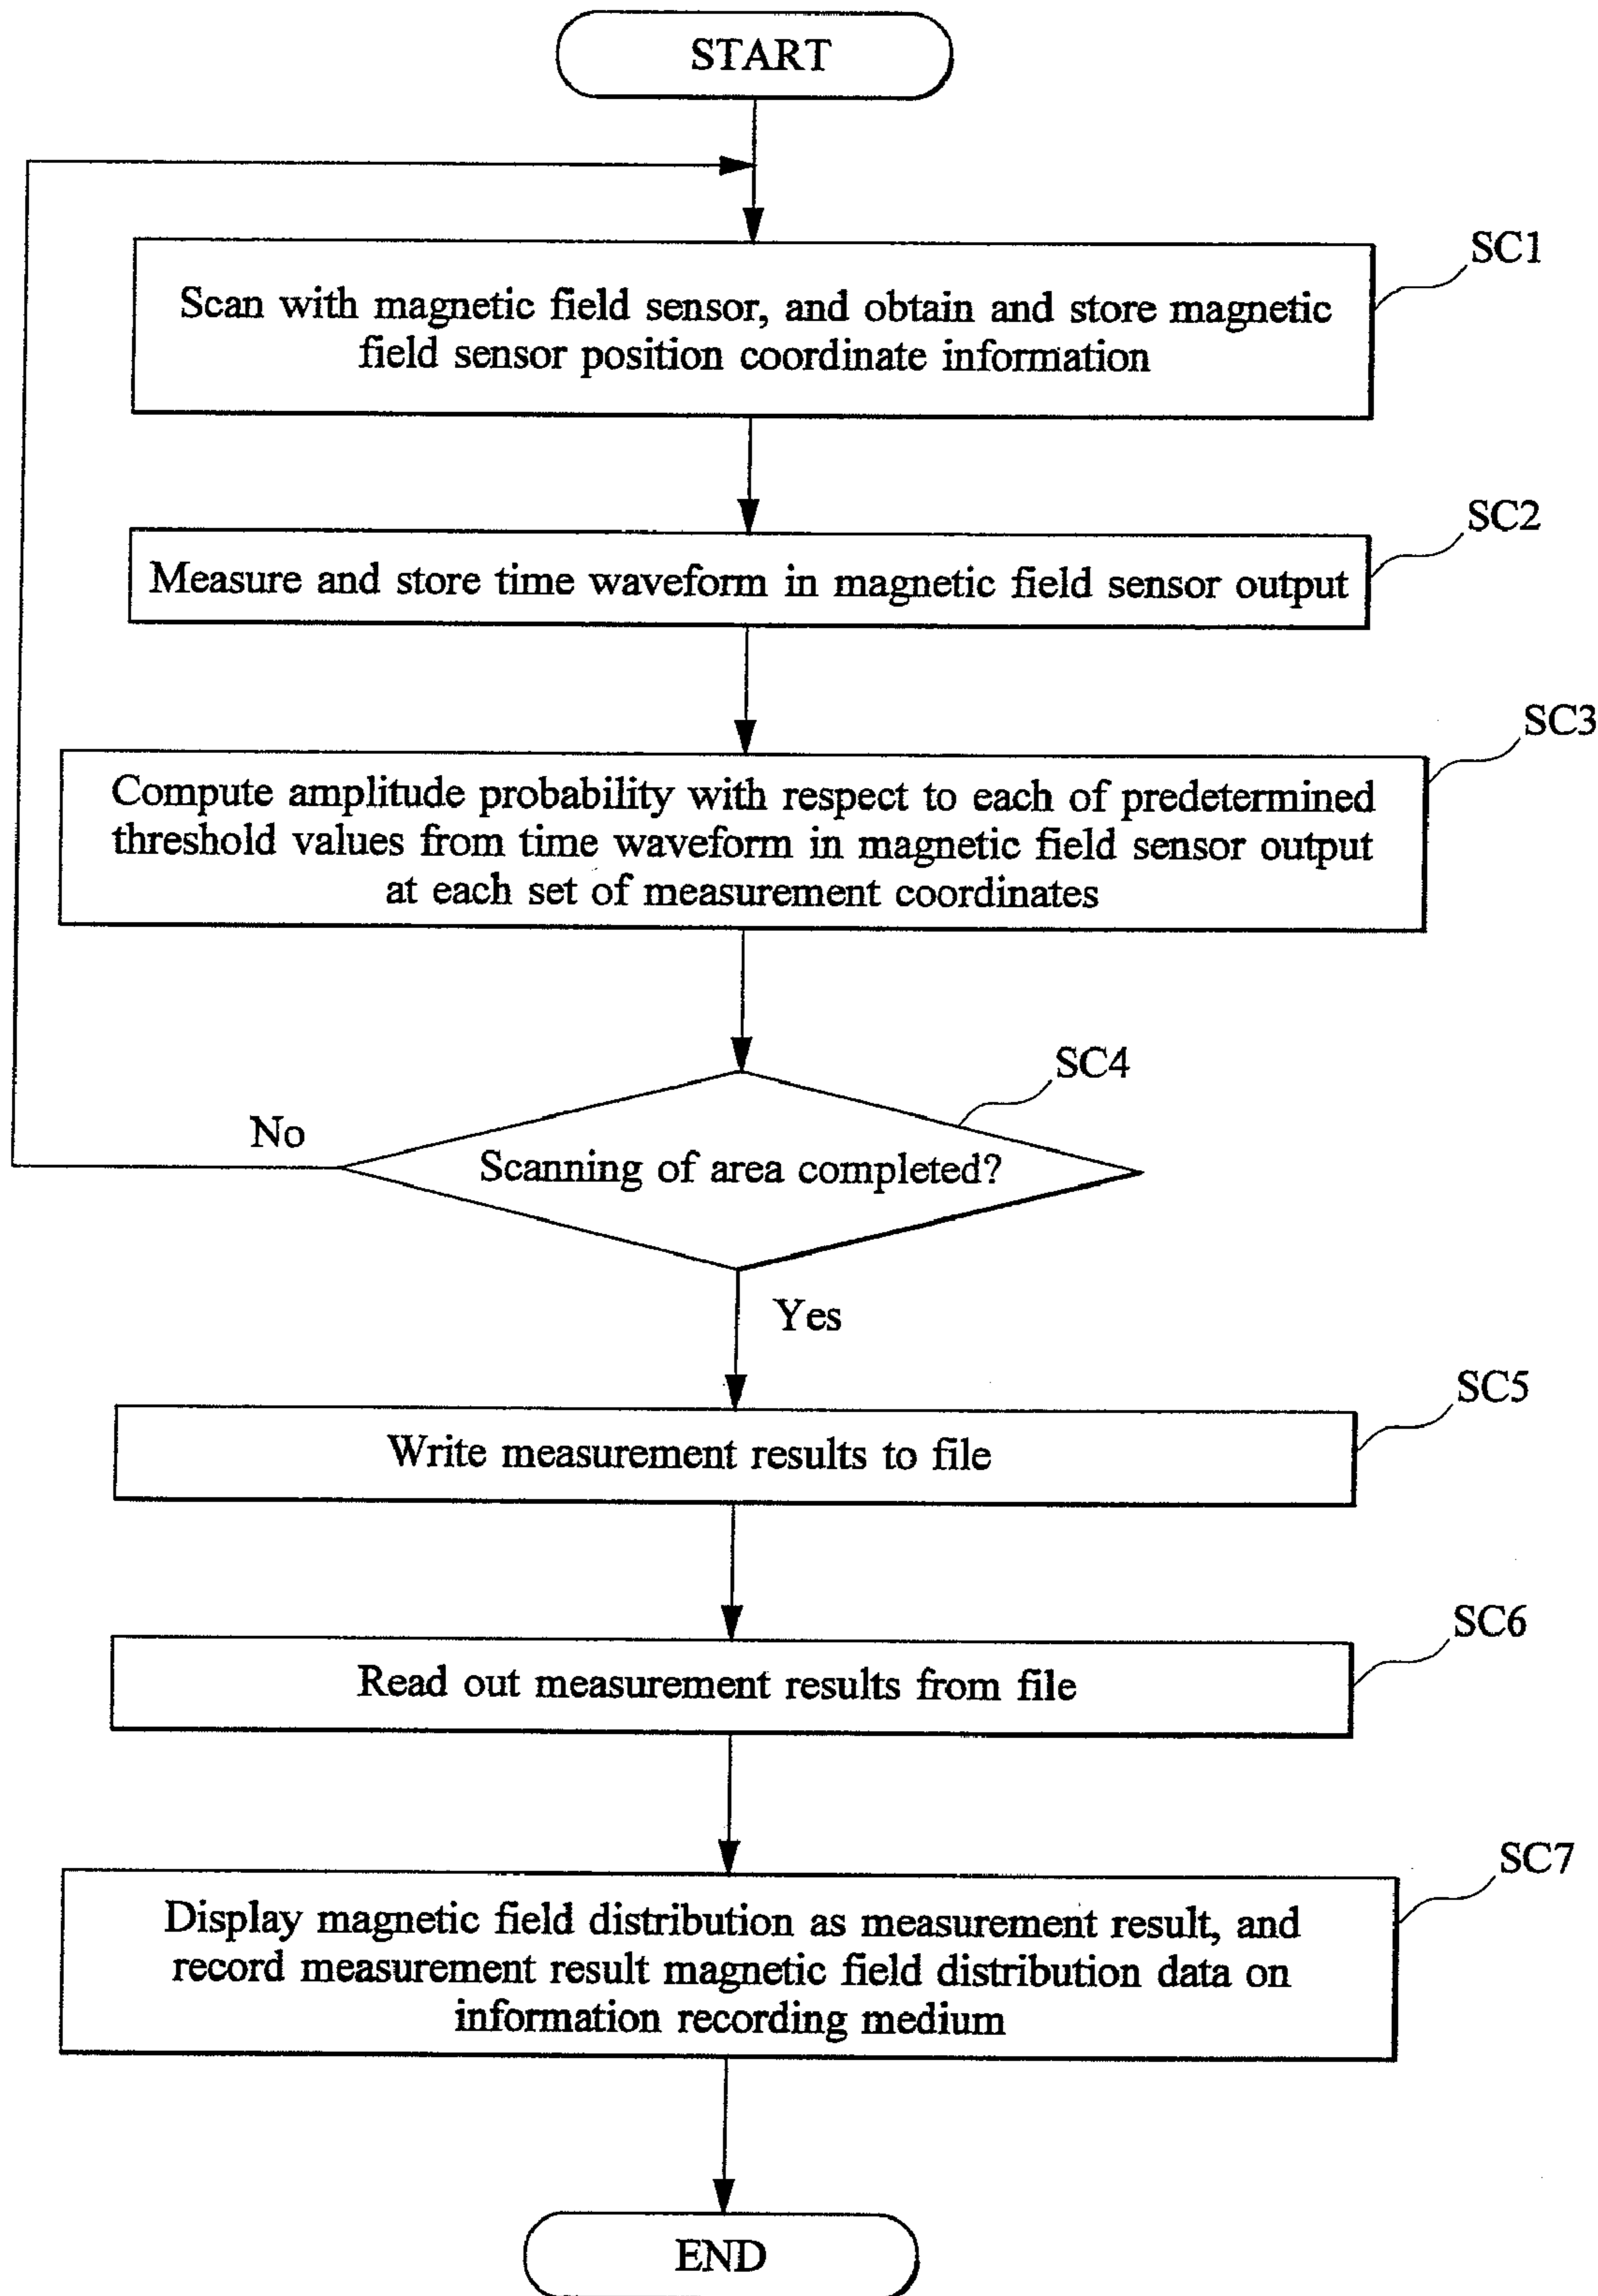 START
SC1
Scan with magnetic field sensor, and obtain and store magnetic
field sensor position coordinate information
SC2
Measure and store time waveform in magnetic field sensor output
SC3
Compute amplitude probability with respect to each of predetermined
threshold values from time waveform in magnetic field sensor output
at each set of measurement coordinates
SC4
No
Scanning of area completed?
Yes
SC5
Write measurement results to file
SC6
Read out measurement results from file
SC7
Display magnetic field distribution as measurement result, and
record measurement result magnetic field distribution data on
information recording medium
END